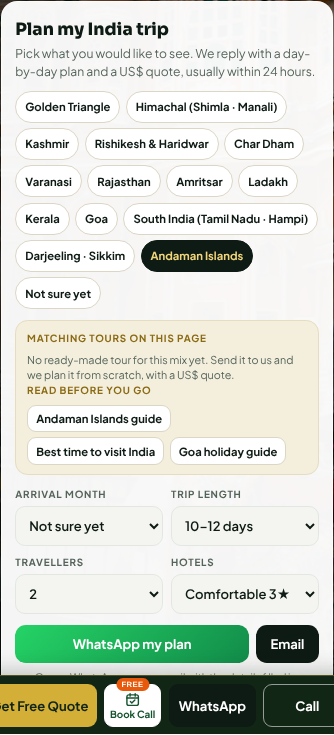 Plan my India trip
Pick what you would like to see. We reply with a day-
by-day plan and a US$ quote, usually within 24 hours.
Golden Triangle
Himachal (Shimla · Manali)
Kashmir
Rishikesh & Haridwar
Char Dham
Varanasi
Rajasthan
Amritsar
Ladakh
Kerala
Goa
South India (Tamil Nadu · Hampi)
Darjeeling · Sikkim
Andaman Islands
Not sure yet
MATCHING TOURS ON THIS PAGE
No ready-made tour for this mix yet. Send it to us and
we plan it from scratch, with a US$ quote.
READ BEFORE YOU GO
Andaman Islands guide
Best time to visit India
Goa holiday guide
ARRIVAL MONTH
TRIP LENGTH
Not sure yet
10–12 days
TRAVELLERS
HOTELS
2
Comfortable 3★
WhatsApp my plan
Email
et Free Quote
FREE
Book Call
WhatsApp
Call